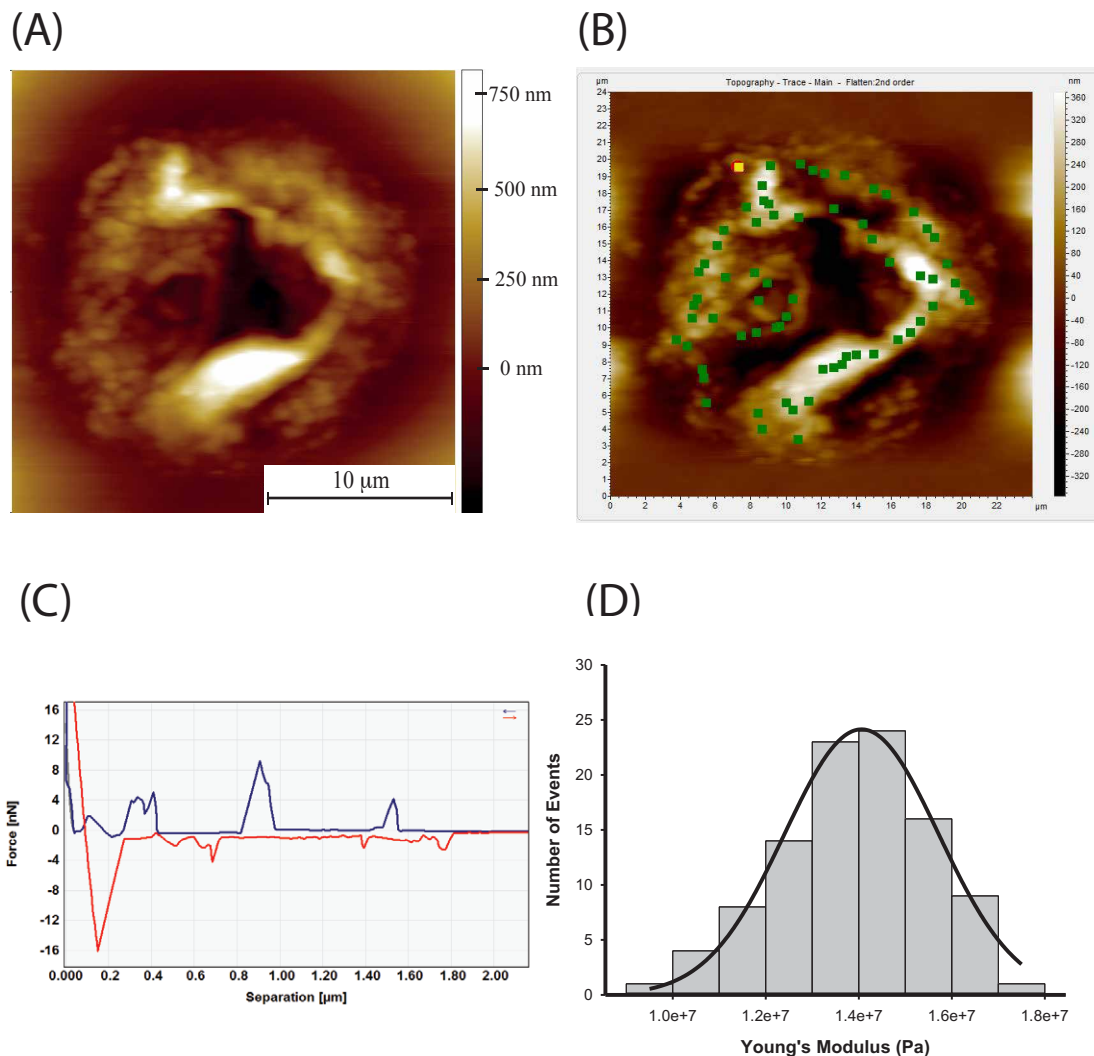 (A)
750 nm
500 nm
250 nm
0 nm
10 μm
(B)
Topography - Trace - Main - Flatten:2nd order
µm
nm
24
23
22
21
20
19
18
17
16
15
14
13
12
11
10
9
8
7
6
5
4
3
2
1
0
0 2 4 6 8 10 12 14 16 18 20 22
µm
360
320
280
240
200
160
120
80
40
0
-40
-80
-120
-160
-200
-240
-280
-320
(C)
Force [nN]
16
12
8
4
0
-4
-8
-12
-16
0.000 0.2 0.4 0.6 0.8 1.00 1.20 1.40 1.60 1.80 2.00
Separation [µm]
(D)
Number of Events
30
25
20
15
10
5
0
1.0e+7 1.2e+7 1.4e+7 1.6e+7 1.8e+7
Young's Modulus (Pa)